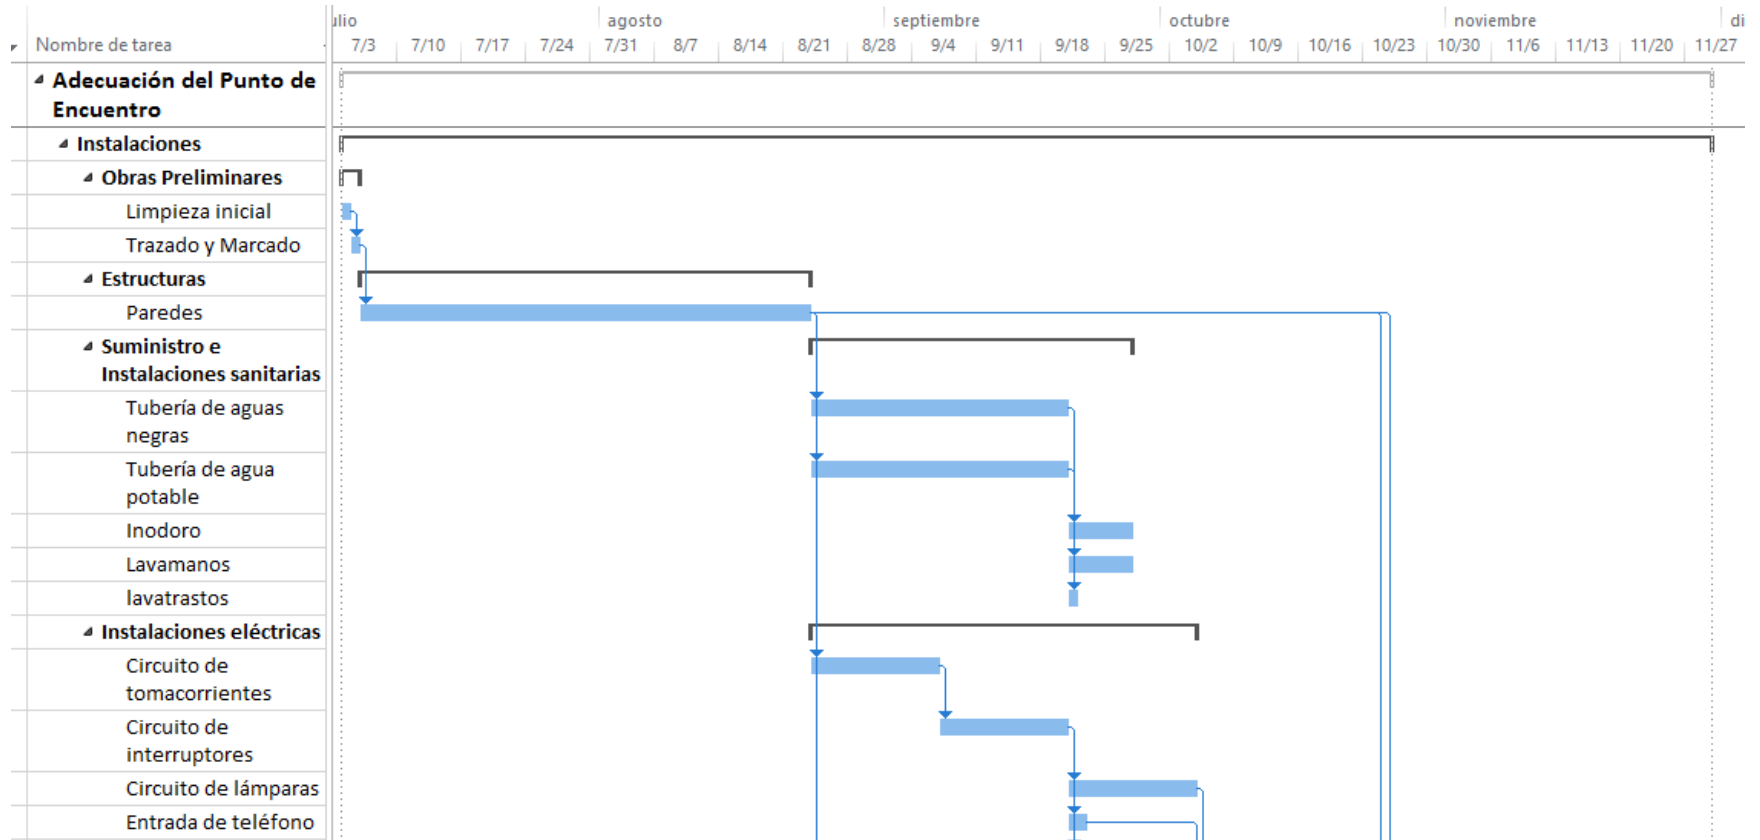 ulio agosto septiembre octubre noviembre di
Nombre de tarea 7/3 7/10 7/17 7/24 7/31 8/7 8/14 8/21 8/28 9/4 9/11 9/18 9/25 10/2 10/9 10/16 10/23 10/30 11/6 11/13 11/20 11/27
Adecuación del Punto de
Encuentro
Instalaciones
Obras Preliminares
Limpieza inicial
Trazado y Marcado
Estructuras
Paredes
Suministro e
Instalaciones sanitarias
Tubería de aguas
negras
Tubería de agua
potable
Inodoro
Lavamanos
lavatrastos
Instalaciones eléctricas
Circuito de
tomacorrientes
Circuito de
interruptores
Circuito de lámparas
Entrada de teléfono